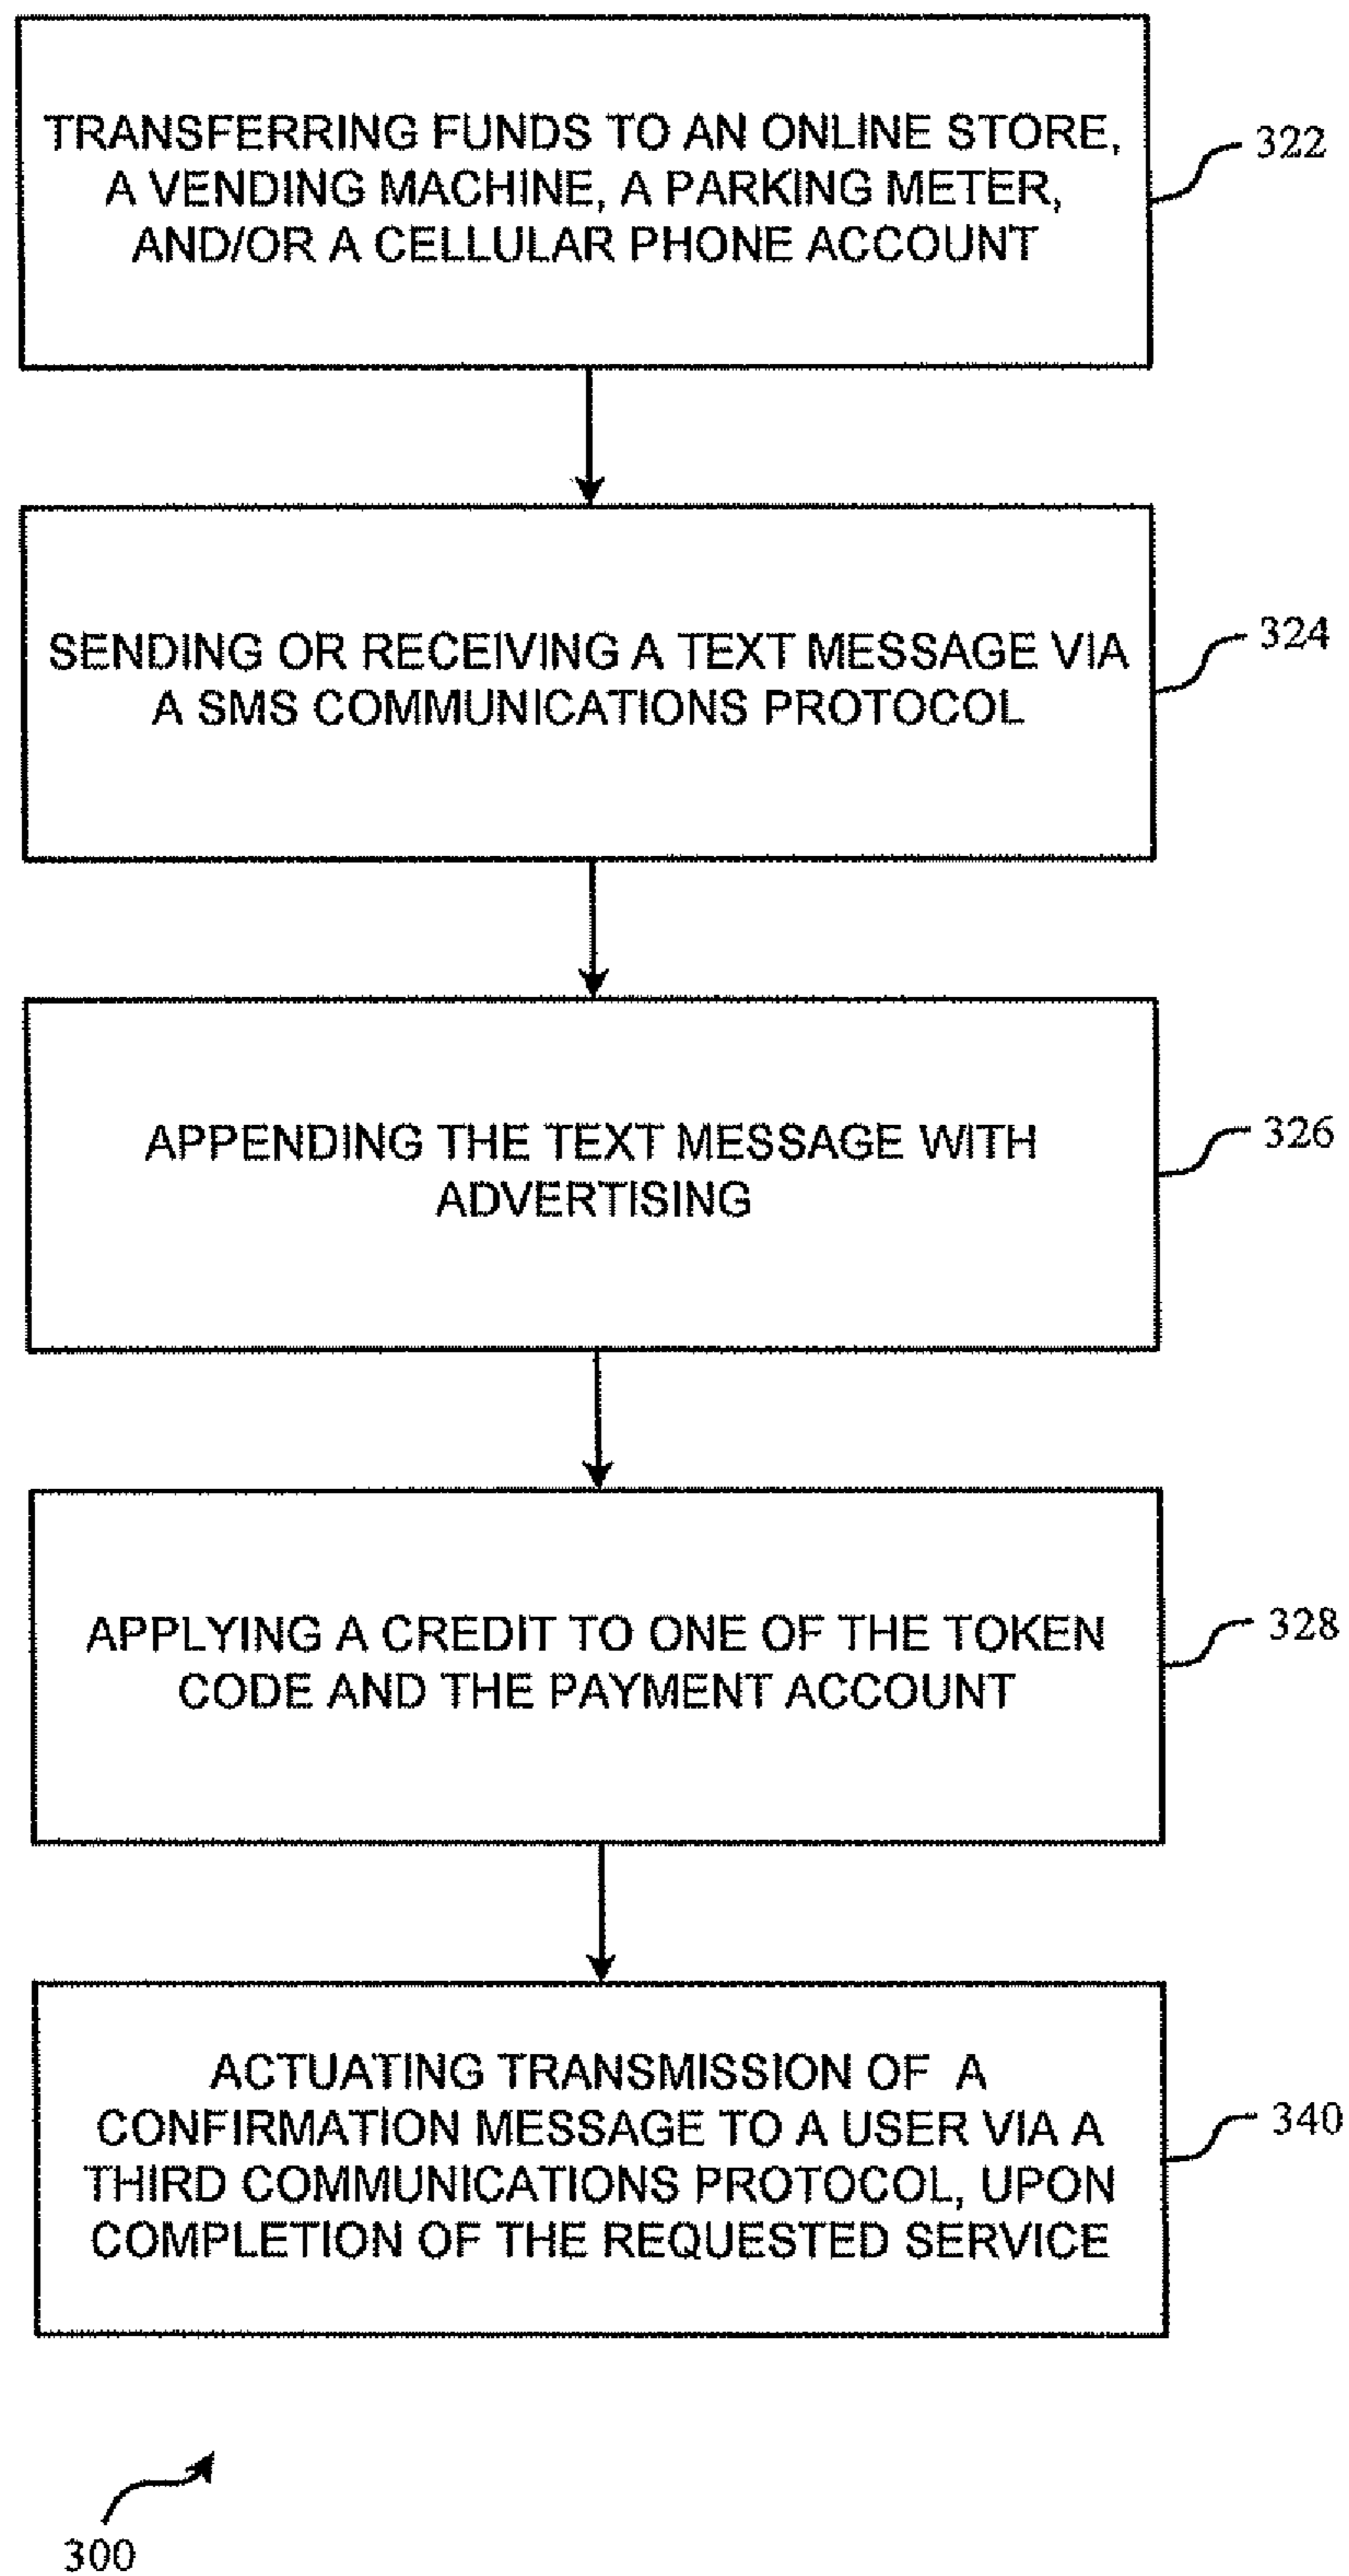 TRANSFERRING FUNDS TO AN ONLINE STORE,
A VENDING MACHINE, A PARKING METER,
AND/OR A CELLULAR PHONE ACCOUNT
322
SENDING OR RECEIVING A TEXT MESSAGE VIA
A SMS COMMUNICATIONS PROTOCOL
324
APPENDING THE TEXT MESSAGE WITH
ADVERTISING
326
APPLYING A CREDIT TO ONE OF THE TOKEN
CODE AND THE PAYMENT ACCOUNT
328
ACTUATING TRANSMISSION OF A
CONFIRMATION MESSAGE TO A USER VIA A
THIRD COMMUNICATIONS PROTOCOL, UPON
COMPLETION OF THE REQUESTED SERVICE
340
300